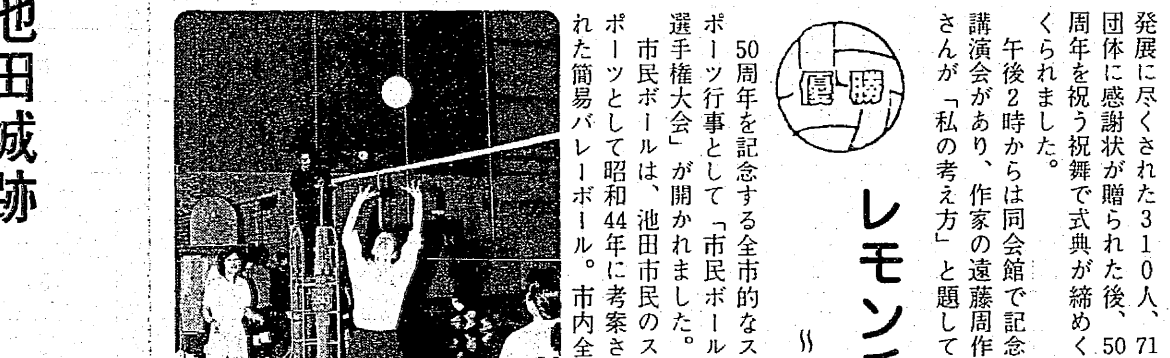 発展に尽くされた310人、71
団体に感謝状が贈られた後、50
周年を祝う祝舞で式典が締めく
くられました。
午後2時からは同会館で記念
講演会があり、作家の遠藤周作
さんが「私の考え方」と題して
レモン
優勝
50周年を記念する全市的なス
ポーツ行事として「市民ボール
選手権大会」が開かれました。
市民ボールは、池田市民のス
ポーツとして昭和44年に考案さ
れた簡易バレーボール。市内全
池田城跡